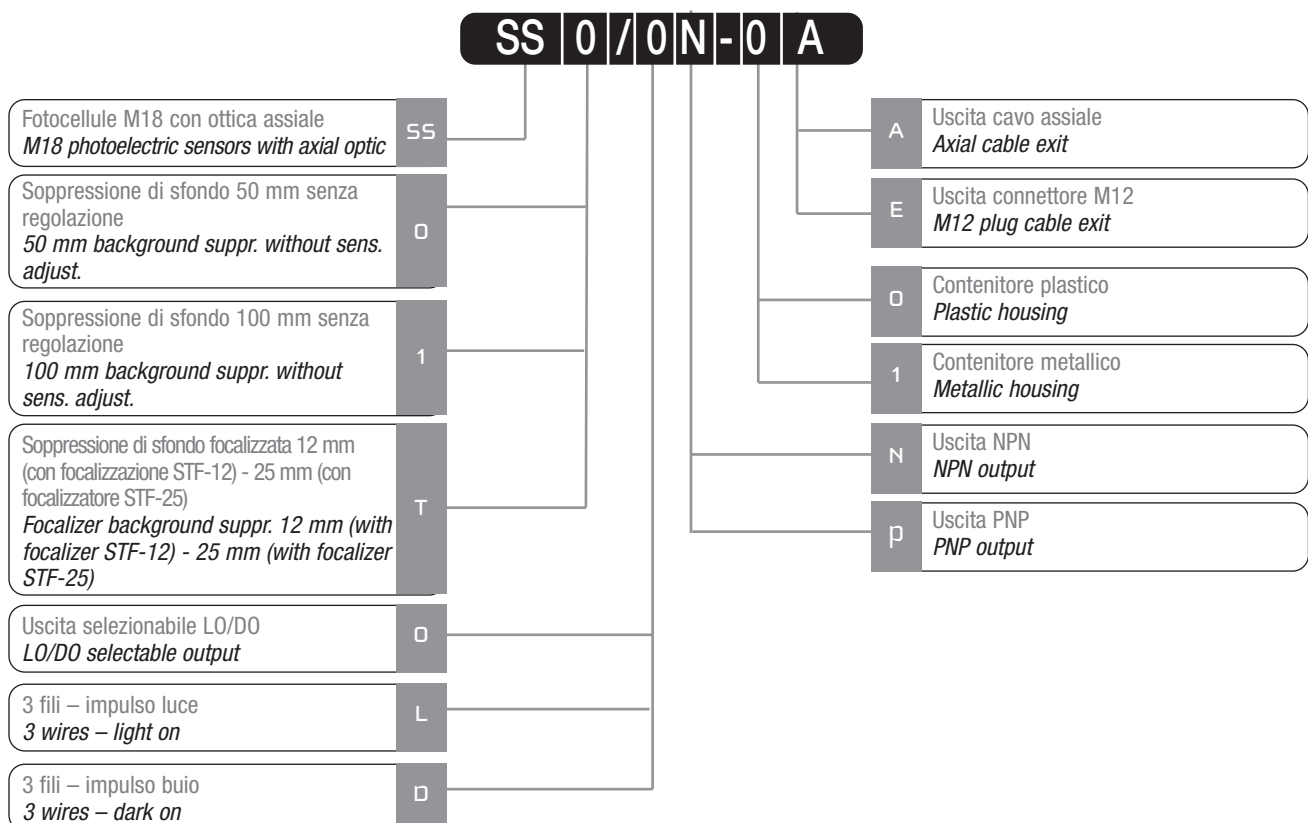 SS 0 / 0 N - 0 A
Fotocellule M18 con ottica assiale
M18 photoelectric sensors with axial optic
SS
Soppressione di sfondo 50 mm senza
regolazione
50 mm background suppr. without sens.
adjust.
0
Soppressione di sfondo 100 mm senza
regolazione
100 mm background suppr. without
sens. adjust.
1
Soppressione di sfondo focalizzata 12 mm
(con focalizzazione STF-12) - 25 mm (con
focalizzatore STF-25)
Focalizer background suppr. 12 mm (with
focalizer STF-12) - 25 mm (with focalizer
STF-25)
T
Uscita selezionabile LO/DO
LO/DO selectable output
0
3 fili – impulso luce
3 wires – light on
L
3 fili – impulso buio
3 wires – dark on
D
A
Uscita cavo assiale
Axial cable exit
E
Uscita connettore M12
M12 plug cable exit
0
Contenitore plastico
Plastic housing
1
Contenitore metallico
Metallic housing
N
Uscita NPN
NPN output
P
Uscita PNP
PNP output